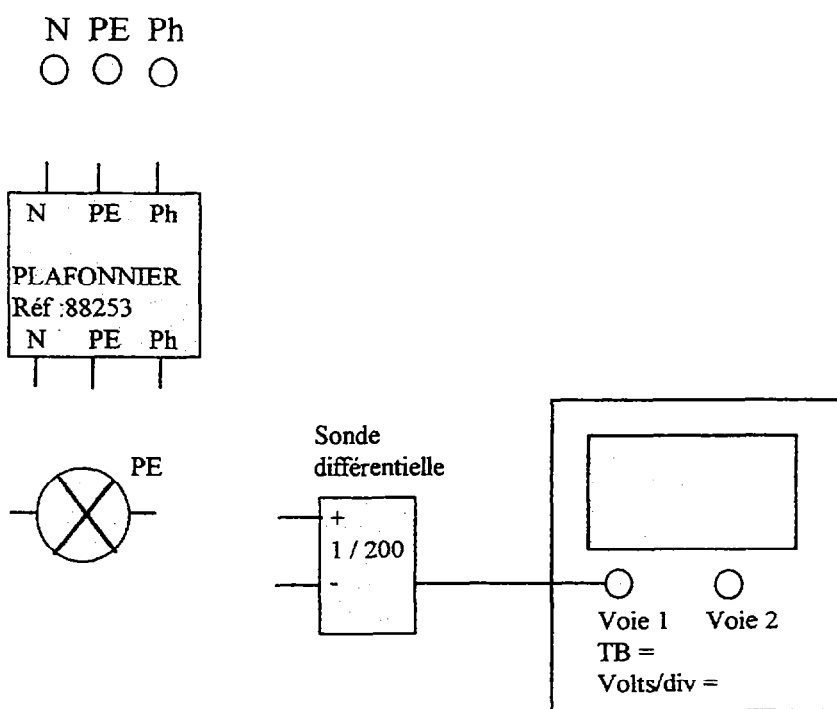 N PE Ph
N PE Ph
PLAFONNIER
Réf :88253
N PE Ph
PE
Sonde
différentielle
+
1 / 200
-
Voie 1 Voie 2
TB =
Volts/div =